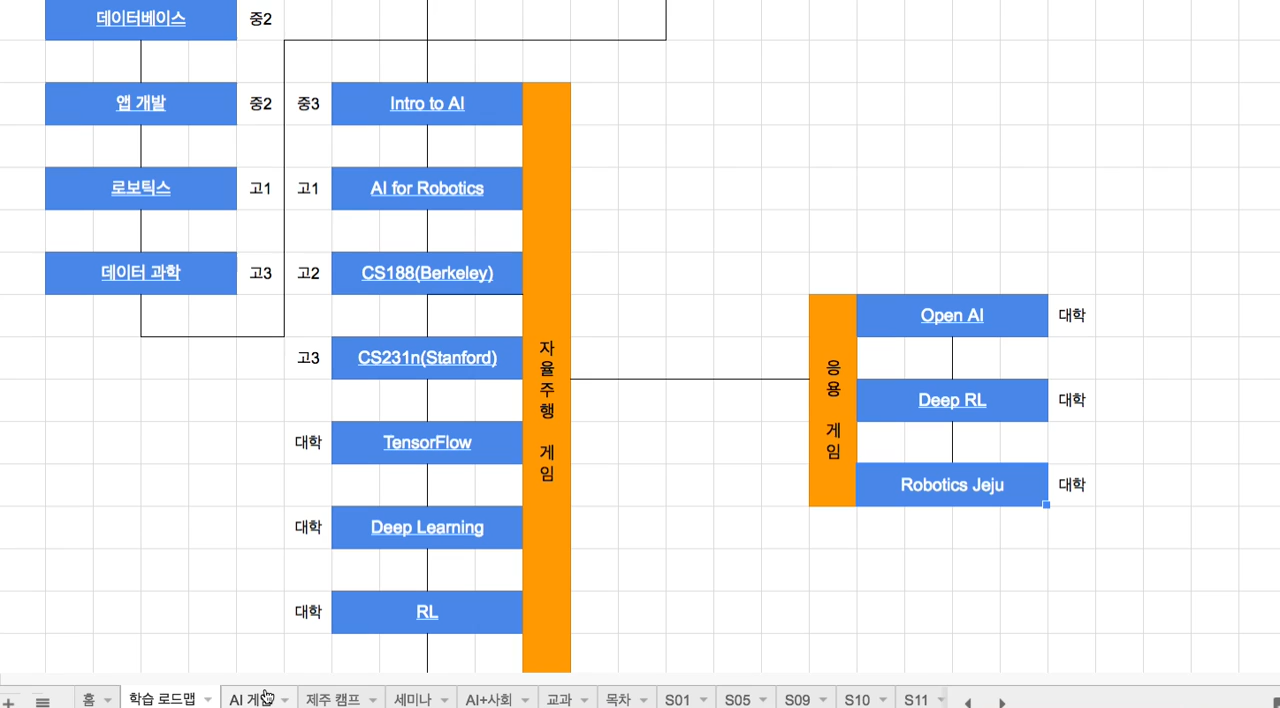 데이터베이스 중2
앱 개발 중2 중3 Intro to AI
로보틱스 고1 고1 AI for Robotics
데이터 과학 고3 고2 CS188(Berkeley)
Open AI 대학
고3 CS231n(Stanford)
자율주행 게임
응용 게임
Deep RL 대학
대학 TensorFlow
Robotics Jeju 대학
대학 Deep Learning
대학 RL
홈 학습 로드맵 AI 제주 캠프 세미나 AI+사회 교과 목차 S01 S05 S09 S10 S11